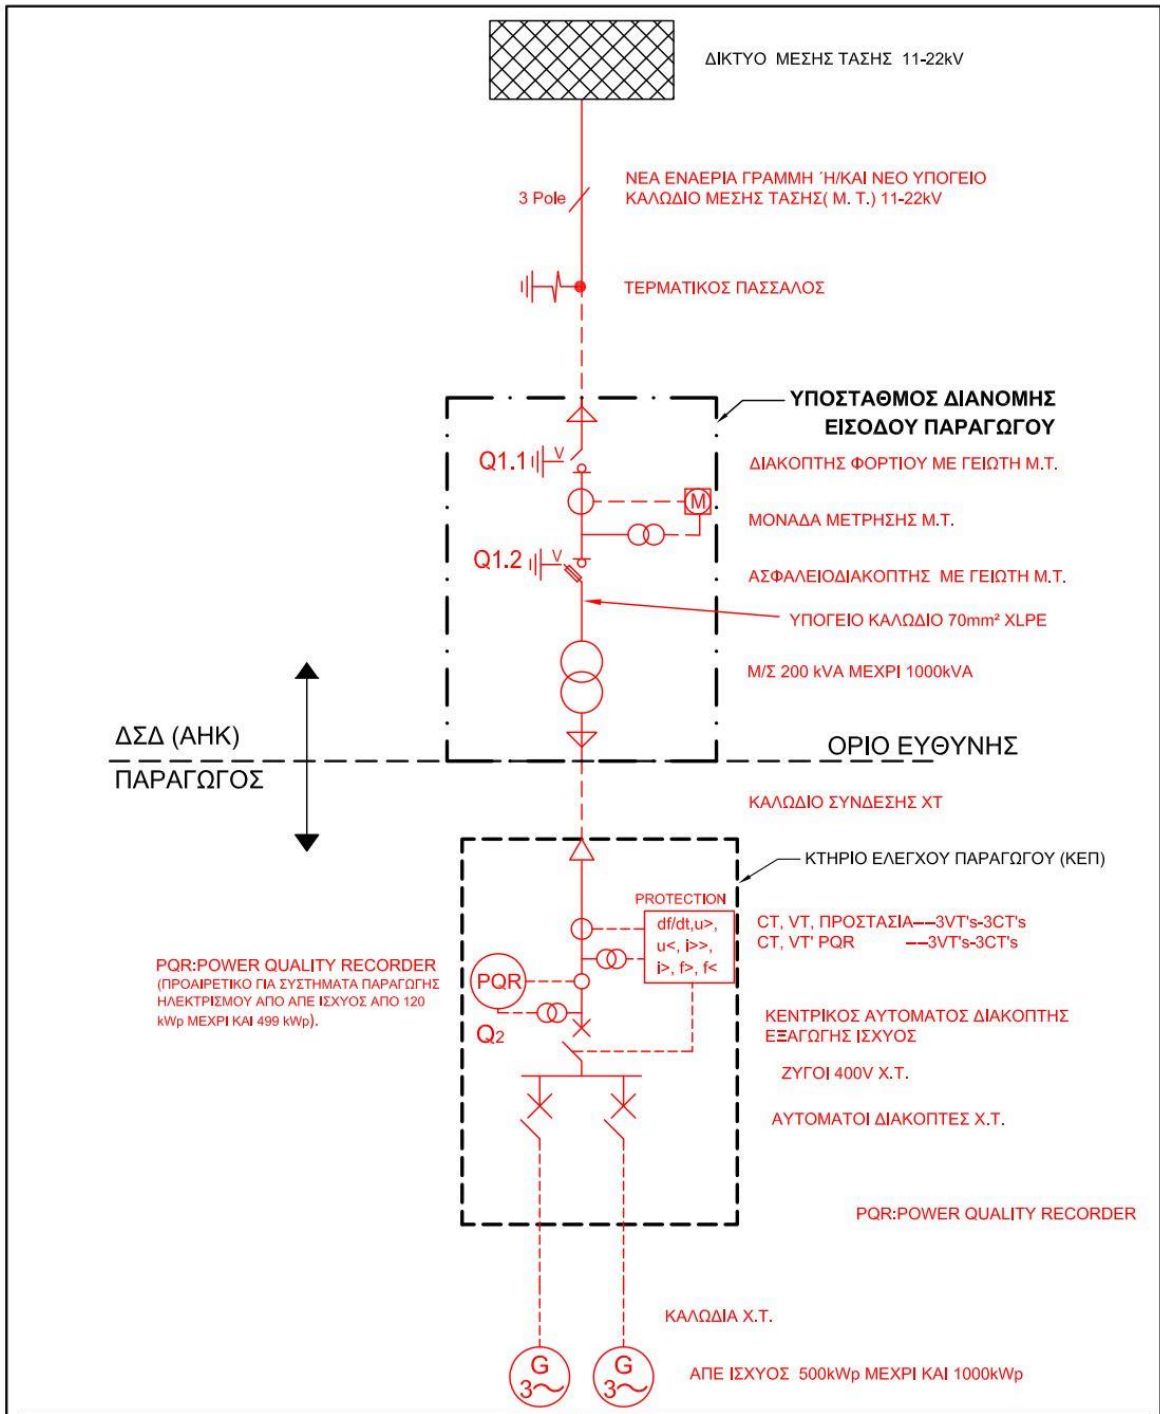 ΔΙΚΤΥΟ ΜΕΣΗΣ ΤΑΣΗΣ 11-22kV
ΝΕΑ ΕΝΑΕΡΙΑ ΓΡΑΜΜΗ Ή/ΚΑΙ ΝΕΟ ΥΠΟΓΕΙΟ
3 Pole
ΚΑΛΩΔΙΟ ΜΕΣΗΣ ΤΑΣΗΣ( Μ. Τ.) 11-22kV
ΤΕΡΜΑΤΙΚΟΣ ΠΑΣΣΑΛΟΣ
ΥΠΟΣΤΑΘΜΟΣ ΔΙΑΝΟΜΗΣ
ΕΙΣΟΔΟΥ ΠΑΡΑΓΩΓΟΥ
Q1.1
V
ΔΙΑΚΟΠΤΗΣ ΦΟΡΤΙΟΥ ΜΕ ΓΕΙΩΤΗ Μ.Τ.
M
ΜΟΝΑΔΑ ΜΕΤΡΗΣΗΣ Μ.Τ.
Q1.2
V
ΑΣΦΑΛΕΙΟΔΙΑΚΟΠΤΗΣ ΜΕ ΓΕΙΩΤΗ Μ.Τ.
ΥΠΟΓΕΙΟ ΚΑΛΩΔΙΟ 70mm² XLPE
Μ/Σ 200 kVA ΜΕΧΡΙ 1000kVA
ΔΣΔ (ΑΗΚ)
ΟΡΙΟ ΕΥΘΥΝΗΣ
ΠΑΡΑΓΩΓΟΣ
ΚΑΛΩΔΙΟ ΣΥΝΔΕΣΗΣ ΧΤ
ΚΤΗΡΙΟ ΕΛΕΓΧΟΥ ΠΑΡΑΓΩΓΟΥ (ΚΕΠ)
PROTECTION
df/dt,u>,
u<, i>>,
i>, f>, f<
CT, VT, ΠΡΟΣΤΑΣΙΑ----3VT's-3CT's
CT, VT' PQR ----3VT's-3CT's
PQR:POWER QUALITY RECORDER
(ΠΡΟΑΙΡΕΤΙΚΟ ΓΙΑ ΣΥΣΤΗΜΑΤΑ ΠΑΡΑΓΩΓΗΣ
ΗΛΕΚΤΡΙΣΜΟΥ ΑΠΟ ΑΠΕ ΙΣΧΥΟΣ ΑΠΟ 120
kWp ΜΕΧΡΙ ΚΑΙ 499 kWp).
PQR
Q2
ΚΕΝΤΡΙΚΟΣ ΑΥΤΟΜΑΤΟΣ ΔΙΑΚΟΠΤΗΣ
ΕΞΑΓΩΓΗΣ ΙΣΧΥΟΣ
ΖΥΓΟΙ 400V Χ.Τ.
ΑΥΤΟΜΑΤΟΙ ΔΙΑΚΟΠΤΕΣ Χ.Τ.
PQR:POWER QUALITY RECORDER
ΚΑΛΩΔΙΑ Χ.Τ.
G
3~
G
3~
ΑΠΕ ΙΣΧΥΟΣ 500kWp ΜΕΧΡΙ ΚΑΙ 1000kWp